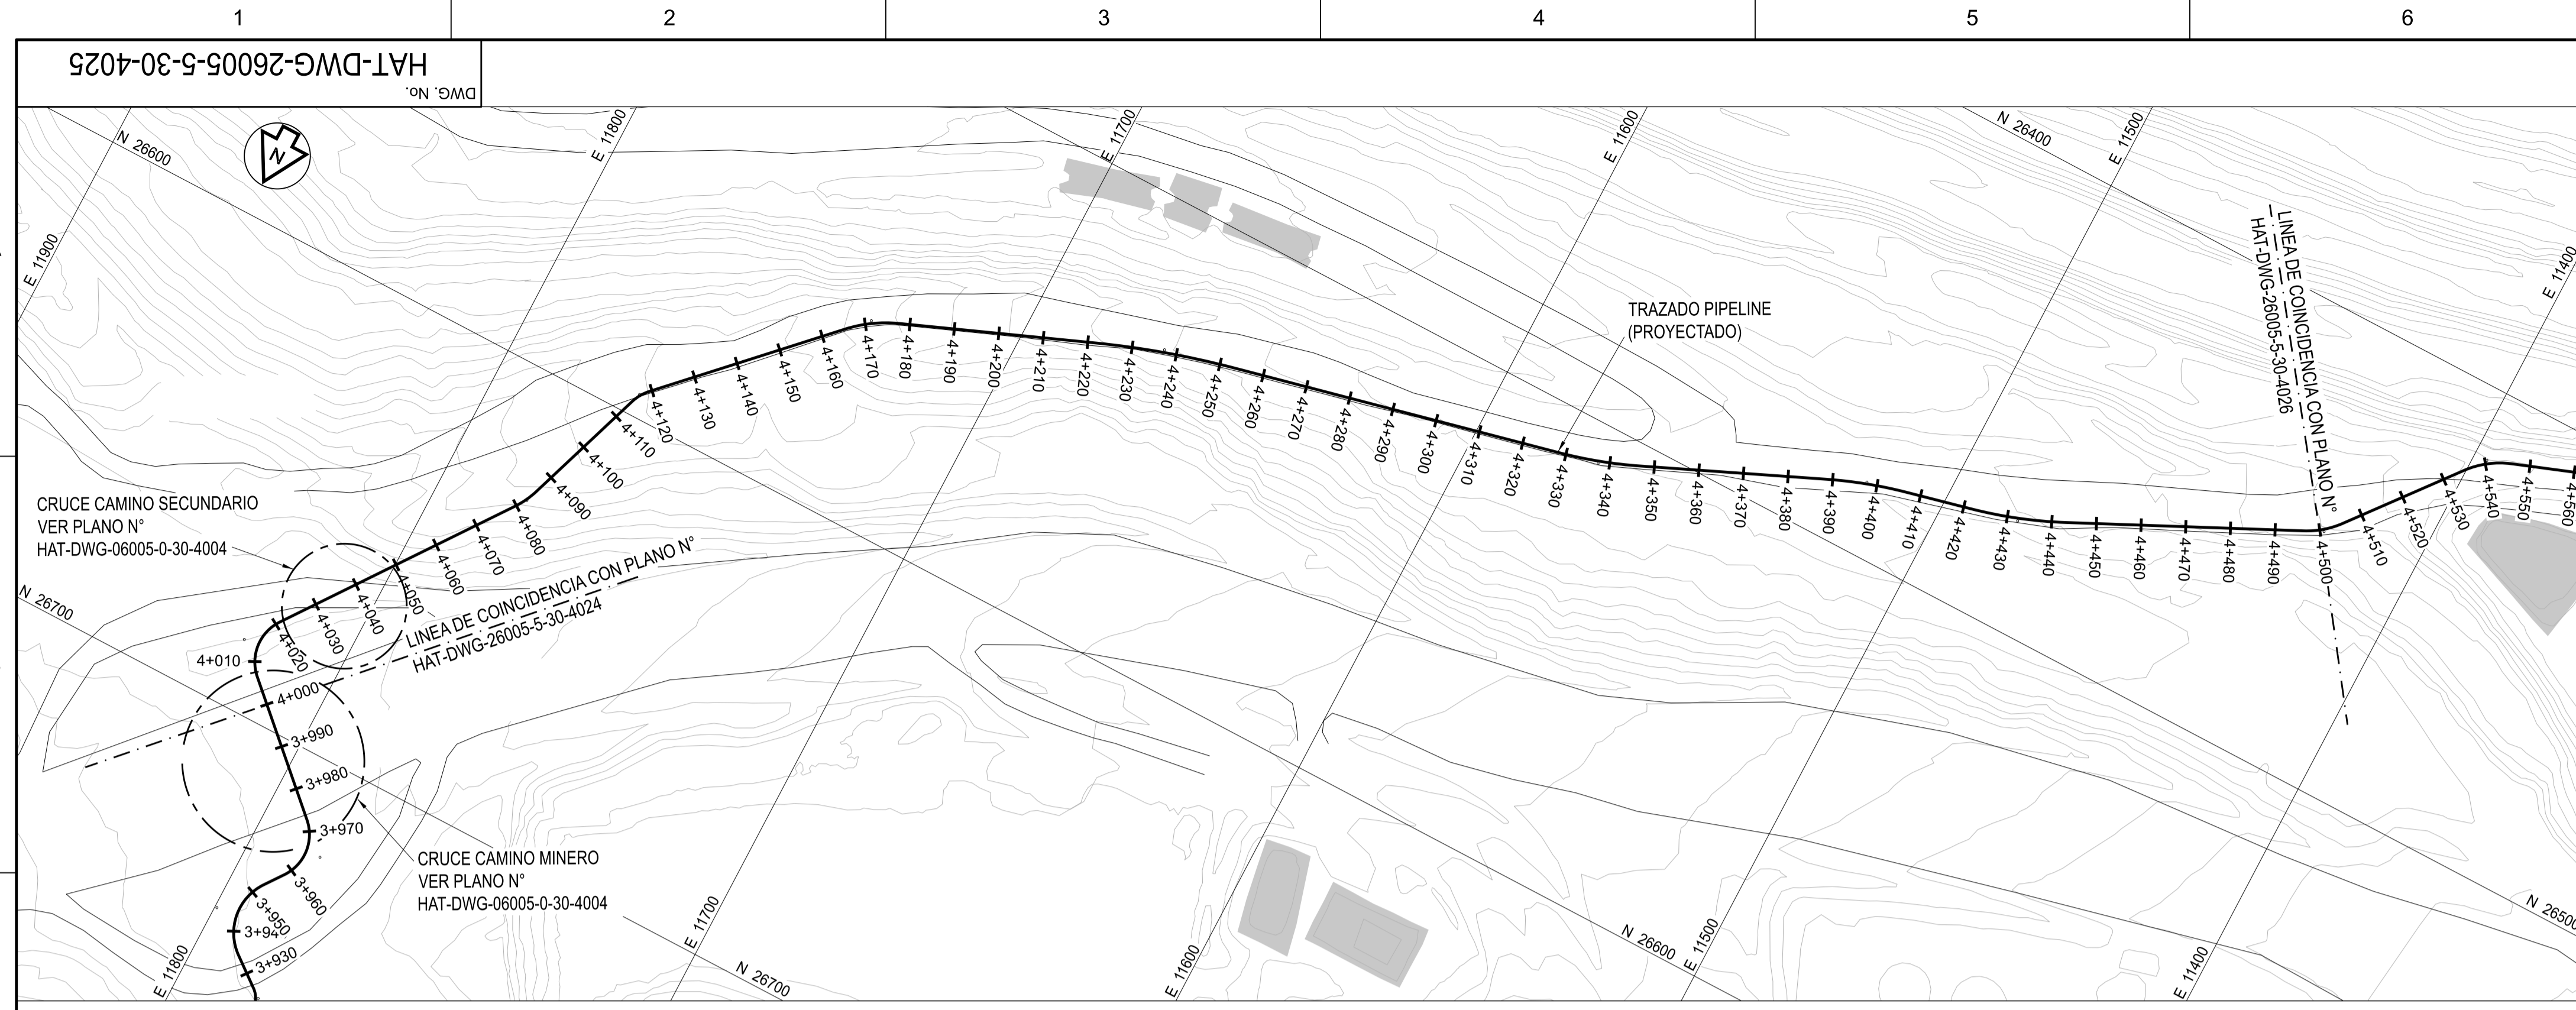 1
2
3
4
5
6
HAT-DWG-26005-5-30-4025
DWG. No.
N 26600
E 11800
E 11700
E 11600
N 26400
E 11500
E 11900
E 11400
N
LINEA DE COINCIDENCIA CON PLANO N°
HAT-DWG-26005-5-30-4026
TRAZADO PIPELINE
(PROYECTADO)
CRUCE CAMINO SECUNDARIO
VER PLANO N°
HAT-DWG-06005-0-30-4004
N 26700
LINEA DE COINCIDENCIA CON PLANO N°
HAT-DWG-26005-5-30-4024
3+930
3+940
3+950
3+960
3+970
3+980
3+990
4+000
4+010
4+020
4+030
4+040
4+050
4+060
4+070
4+080
4+090
4+100
4+110
4+120
4+130
4+140
4+150
4+160
4+170
4+180
4+190
4+200
4+210
4+220
4+230
4+240
4+250
4+260
4+270
4+280
4+290
4+300
4+310
4+320
4+330
4+340
4+350
4+360
4+370
4+380
4+390
4+400
4+410
4+420
4+430
4+440
4+450
4+460
4+470
4+480
4+490
4+500
4+510
4+520
4+530
4+540
4+550
4+560
CRUCE CAMINO MINERO
VER PLANO N°
HAT-DWG-06005-0-30-4004
E 11800
E 11700
N 26700
E 11600
N 26600
E 11500
E 11400
N 26500